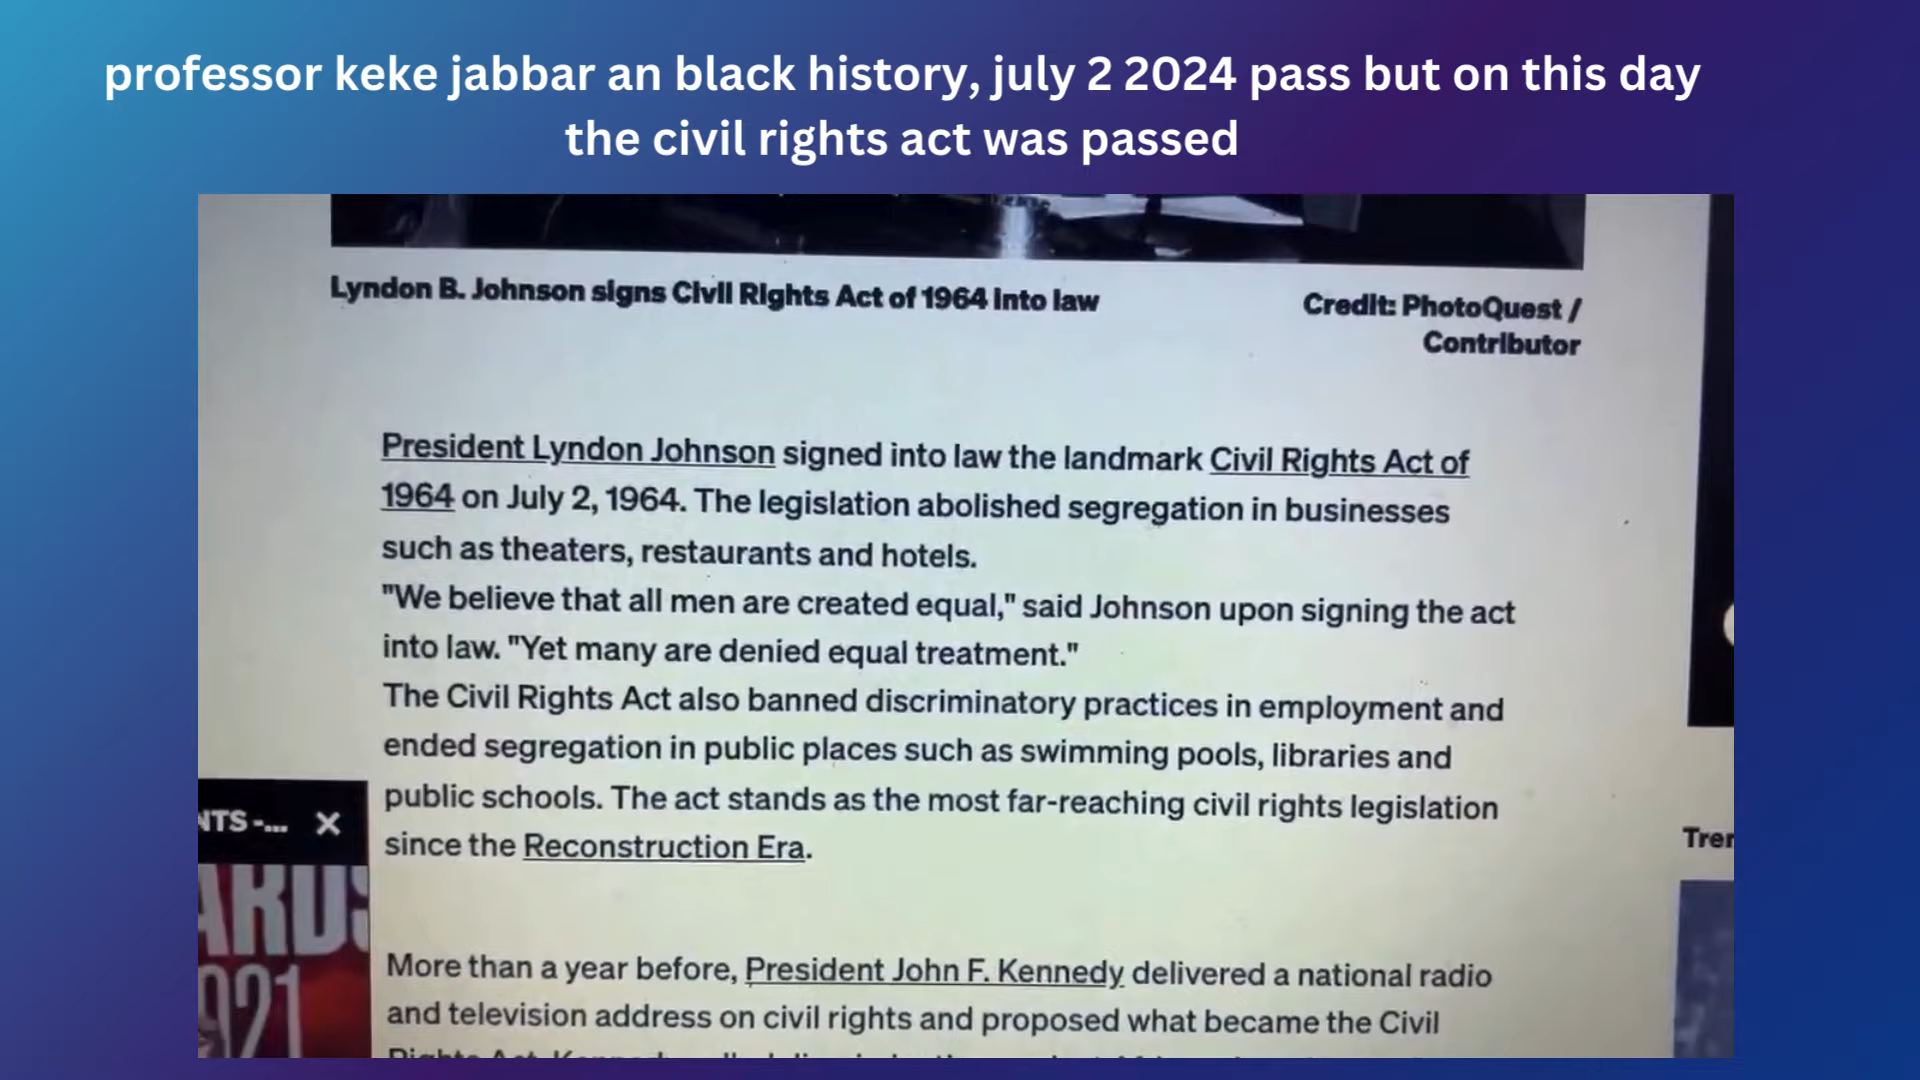 professor keke jabbar an black history, july 2 2024 pass but on this day
the civil rights act was passed
Lyndon B. Johnson signs Civil Rights Act of 1964 into law
Credit: PhotoQuest /
Contributor
President Lyndon Johnson signed into law the landmark Civil Rights Act of
1964 on July 2, 1964. The legislation abolished segregation in businesses
such as theaters, restaurants and hotels.
"We believe that all men are created equal," said Johnson upon signing the act
into law. "Yet many are denied equal treatment."
The Civil Rights Act also banned discriminatory practices in employment and
ended segregation in public places such as swimming pools, libraries and
public schools. The act stands as the most far-reaching civil rights legislation
since the Reconstruction Era.
NTS -... ×
ARDS
921
Tren
More than a year before, President John F. Kennedy delivered a national radio
and television address on civil rights and proposed what became the Civil